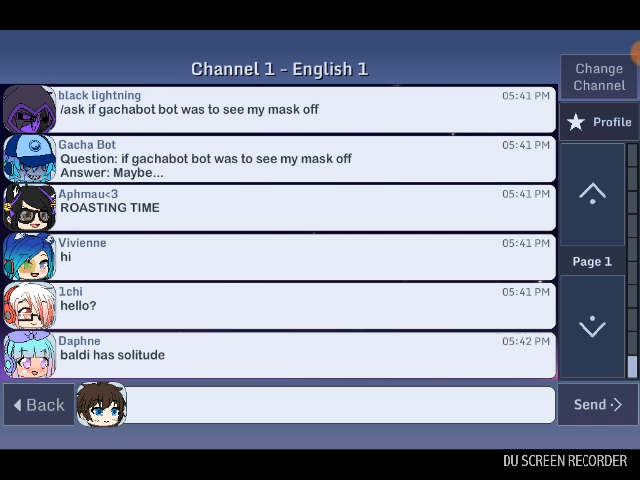 Channel 1 - English 1
Change
Channel
Profile
black lightning
05:41 PM
/ask if gachabot bot was to see my mask off
Gacha Bot
05:41 PM
Question: if gachabot bot was to see my mask off
Answer: Maybe...
Aphmau<3
05:41 PM
ROASTING TIME
Vivienne
05:41 PM
hi
Page 1
1chi
05:41 PM
hello?
Daphne
05:42 PM
baldi has solitude
Back
Send
DU SCREEN RECORDER